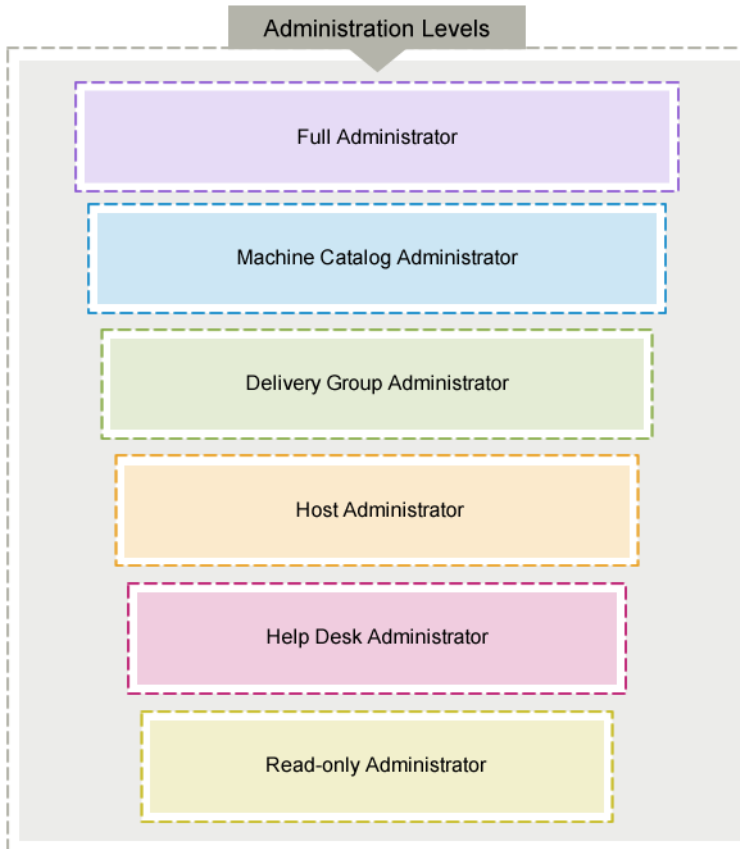 Administration Levels
Full Administrator
Machine Catalog Administrator
Delivery Group Administrator
Host Administrator
Help Desk Administrator
Read-only Administrator